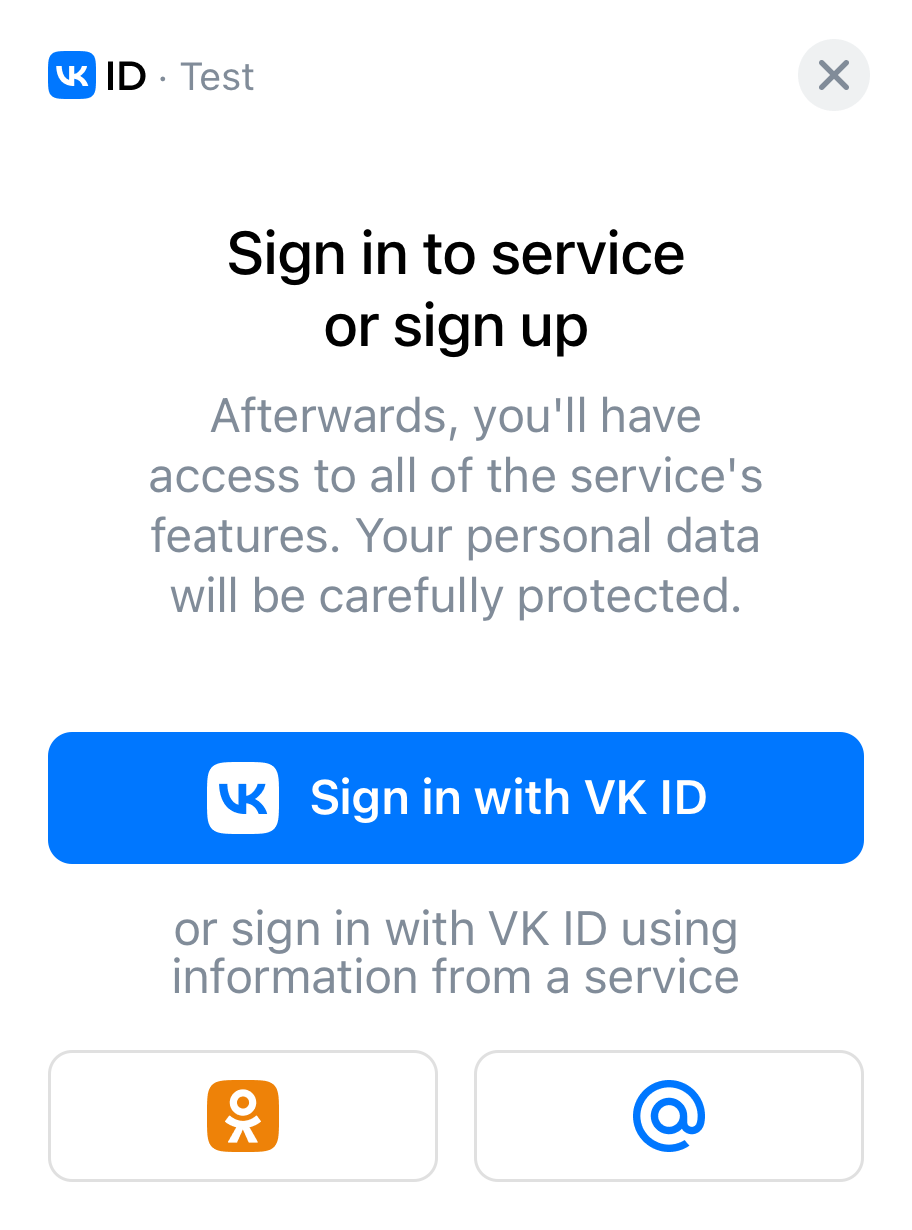 VK ID · Test
Sign in to service
or sign up
Afterwards, you'll have
access to all of the service's
features. Your personal data
will be carefully protected.
VK Sign in with VK ID
or sign in with VK ID using
information from a service